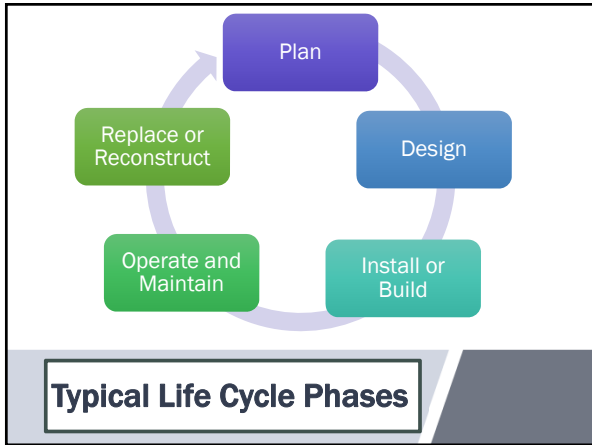 Plan
Design
Install or
Build
Operate and
Maintain
Replace or
Reconstruct
Typical Life Cycle Phases